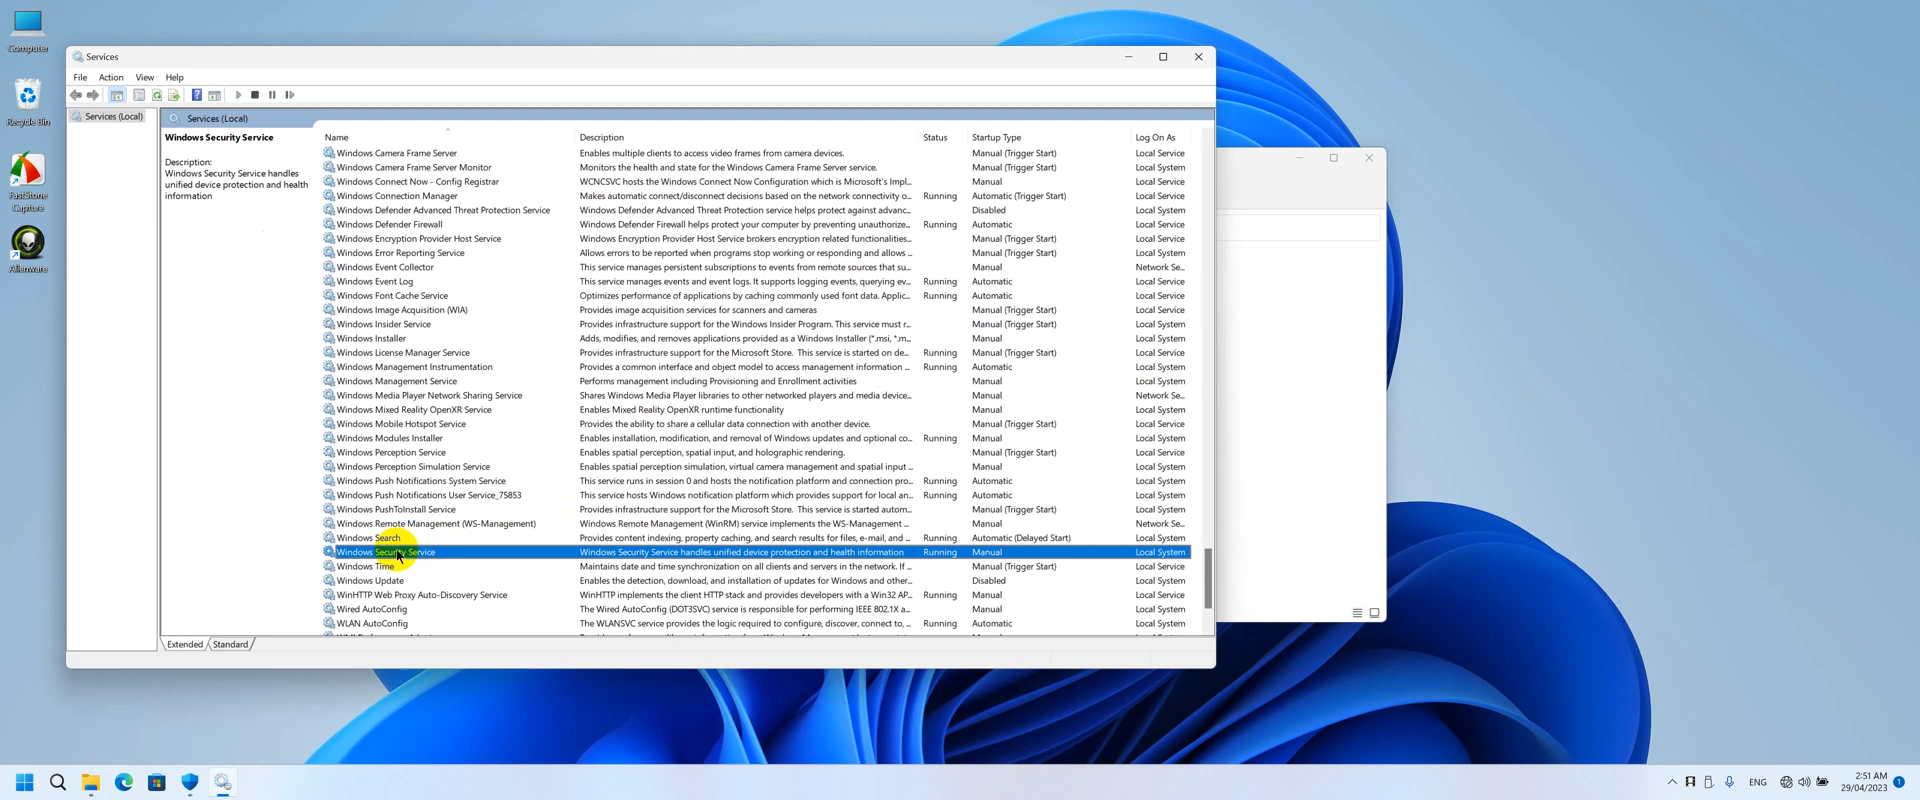 Computer
Recycle Bin
FastStone
Capture
Alienware
Services
File Action View Help
Services (Local)
Services (Local)
Windows Security Service
Description:
Windows Security Service handles
unified device protection and health
information
Name Description Status Startup Type Log On As
Windows Camera Frame Server Enables multiple clients to access video frames from camera devices. Manual (Trigger Start) Local Service
Windows Camera Frame Server Monitor Monitors the health and state for the Windows Camera Frame Server service. Manual (Trigger Start) Local System
Windows Connect Now - Config Registrar WCNCSVC hosts the Windows Connect Now Configuration which is Microsoft's Impl... Manual Local Service
Windows Connection Manager Makes automatic connect/disconnect decisions based on the network connectivity o... Running Automatic (Trigger Start) Local Service
Windows Defender Advanced Threat Protection Service Windows Defender Advanced Threat Protection service helps protect against advanc... Disabled Local System
Windows Defender Firewall Windows Defender Firewall helps protect your computer by preventing unauthorize... Running Automatic Local Service
Windows Encryption Provider Host Service Windows Encryption Provider Host Service brokers encryption related functionalities... Manual (Trigger Start) Local Service
Windows Error Reporting Service Allows errors to be reported when programs stop working or responding and allows ... Manual (Trigger Start) Local System
Windows Event Collector This service manages persistent subscriptions to events from remote sources that su... Manual Network Se...
Windows Event Log This service manages events and event logs. It supports logging events, querying ev... Running Automatic Local Service
Windows Font Cache Service Optimizes performance of applications by caching commonly used font data. Applic... Running Automatic Local Service
Windows Image Acquisition (WIA) Provides image acquisition services for scanners and cameras Manual (Trigger Start) Local Service
Windows Insider Service Provides infrastructure support for the Windows Insider Program. This service must r... Manual (Trigger Start) Local System
Windows Installer Adds, modifies, and removes applications provided as a Windows Installer (*.msi, *.m... Manual Local System
Windows License Manager Service Provides infrastructure support for the Microsoft Store. This service is started on de... Running Manual (Trigger Start) Local Service
Windows Management Instrumentation Provides a common interface and object model to access management information ... Running Automatic Local System
Windows Management Service Performs management including Provisioning and Enrollment activities Manual Local System
Windows Media Player Network Sharing Service Shares Windows Media Player libraries to other networked players and media device... Manual Network Se...
Windows Mixed Reality OpenXR Service Enables Mixed Reality OpenXR runtime functionality Manual Local System
Windows Mobile Hotspot Service Provides the ability to share a cellular data connection with another device. Manual (Trigger Start) Local Service
Windows Modules Installer Enables installation, modification, and removal of Windows updates and optional co... Running Manual Local System
Windows Perception Service Enables spatial perception, spatial input, and holographic rendering. Manual (Trigger Start) Local Service
Windows Perception Simulation Service Enables spatial perception simulation, virtual camera management and spatial input ... Manual Local System
Windows Push Notifications System Service This service runs in session 0 and hosts the notification platform and connection pro... Running Automatic Local System
Windows Push Notifications User Service_75853 This service hosts Windows notification platform which provides support for local an... Running Automatic Local System
Windows PushToInstall Service Provides infrastructure support for the Microsoft Store. This service is started autom... Manual (Trigger Start) Local System
Windows Remote Management (WS-Management) Windows Remote Management (WinRM) service implements the WS-Management ... Manual Network Se...
Windows Search Provides content indexing, property caching, and search results for files, e-mail, and ... Running Automatic (Delayed Start) Local System
Windows Security Service Windows Security Service handles unified device protection and health information Running Manual Local System
Windows Time Maintains date and time synchronization on all clients and servers in the network. If ... Manual (Trigger Start) Local Service
Windows Update Enables the detection, download, and installation of updates for Windows and other... Disabled Local System
WinHTTP Web Proxy Auto-Discovery Service WinHTTP implements the client HTTP stack and provides developers with a Win32 AP... Running Manual Local Service
Wired AutoConfig The Wired AutoConfig (DOT3SVC) service is responsible for performing IEEE 802.1X a... Manual Local System
WLAN AutoConfig The WLANSVC service provides the logic required to configure, discover, connect to, ... Running Automatic Local System
Extended Standard
ENG
2:51 AM
29/04/2023
1